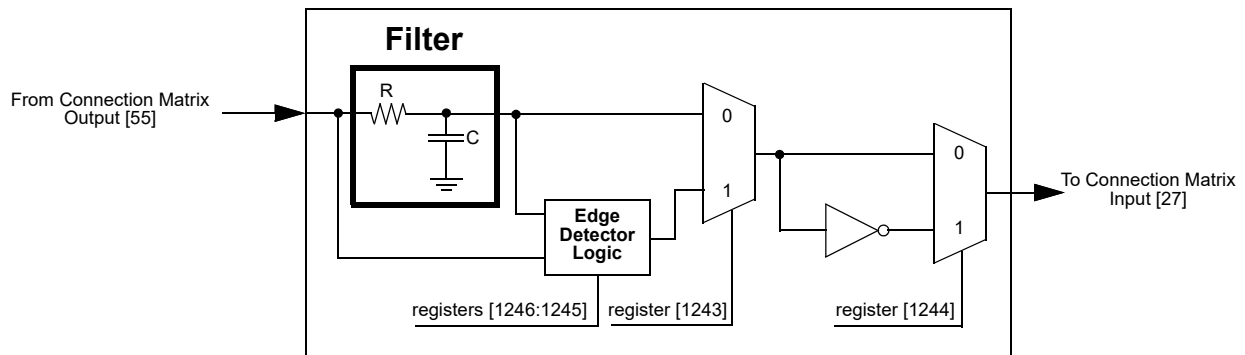 Filter
From Connection Matrix
Output [55]
R
C
0
1
Edge
Detector
Logic
0
1
To Connection Matrix
Input [27]
registers [1246:1245]
register [1243]
register [1244]